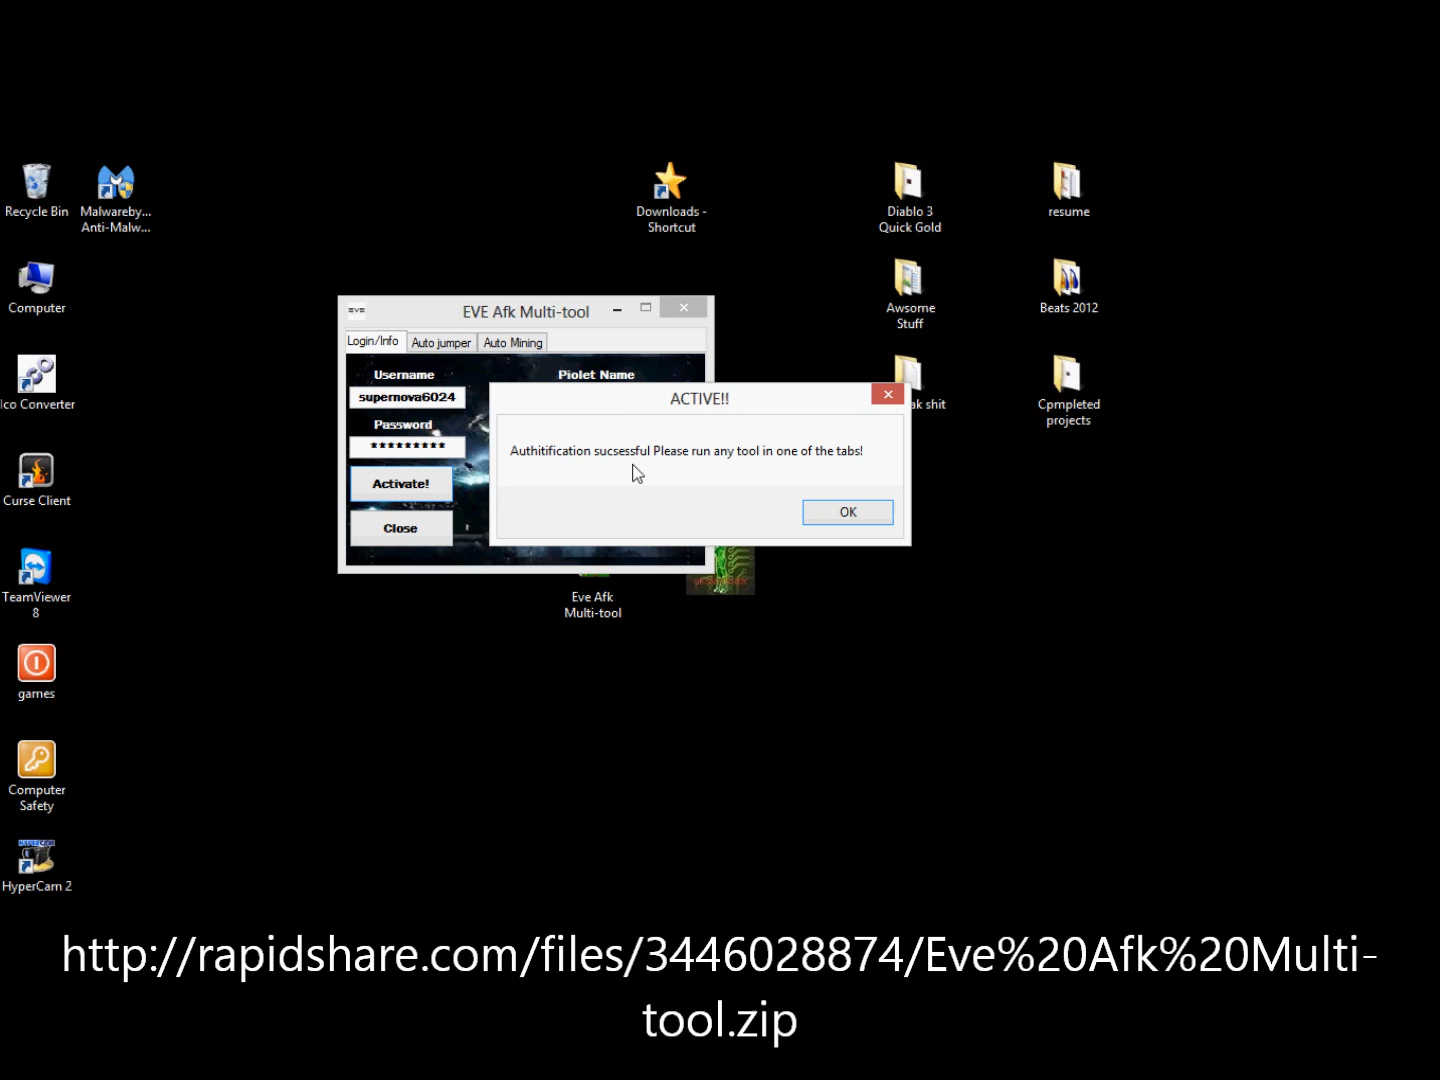 Recycle Bin
Malwareby...
Anti-Malw...
Downloads -
Shortcut
Diablo 3
Quick Gold
resume
Computer
Awsome
Stuff
Beats 2012
EVE
EVE Afk Multi-tool
Login/Info
Auto jumper
Auto Mining
Username
Piolet Name
supernova6024
Password
*********
Activate!
Close
ACTIVE!!
Authitification sucsessful Please run any tool in one of the tabs!
OK
Ico Converter
ak shit
Cpmpleted
projects
Curse Client
TeamViewer
8
Eve Afk
Multi-tool
games
Computer
Safety
HyperCam 2
http://rapidshare.com/files/3446028874/Eve%20Afk%20Multi-
tool.zip